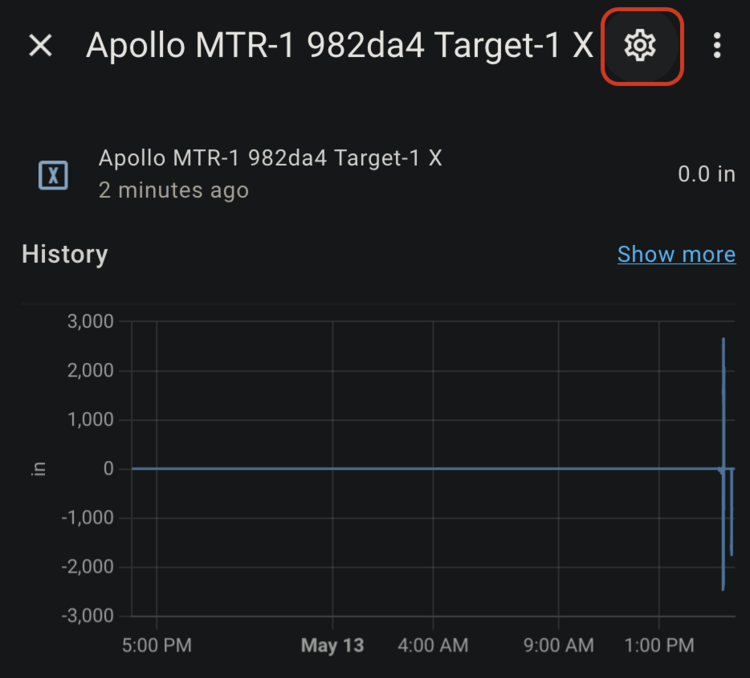 Apollo MTR-1 982da4 Target-1 X
X
Apollo MTR-1 982da4 Target-1 X
0.0 in
2 minutes ago
History
Show more
3,000
2,000
1,000
0
-1,000
-2,000
-3,000
in
5:00 PM
May 13
4:00 AM
9:00 AM
1:00 PM